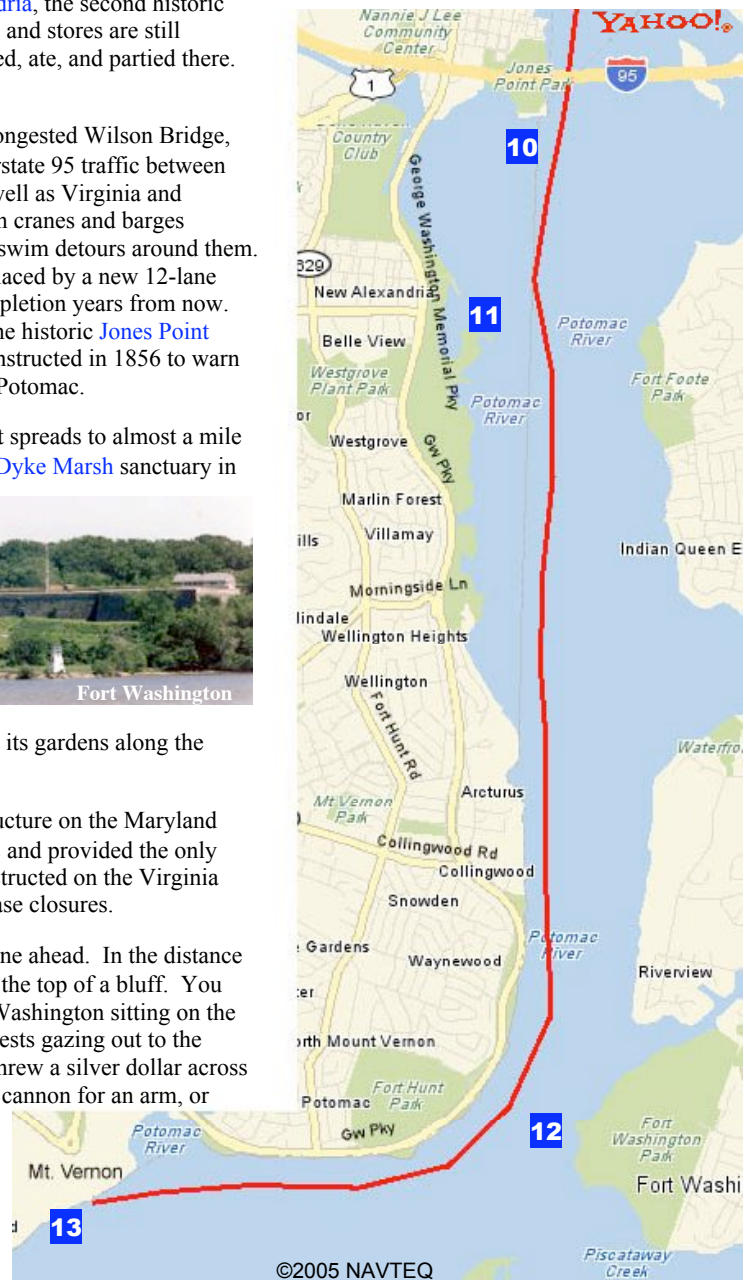 dria, the second historic
and stores are still
ed, ate, and partied there.
ongested Wilson Bridge,
rstate 95 traffic between
well as Virginia and
n cranes and barges
swim detours around them.
laced by a new 12-lane
pletion years from now.
ne historic Jones Point
nstructed in 1856 to warn
Potomac.
t spreads to almost a mile
Dyke Marsh sanctuary in
Fort Washington
its gardens along the
ucture on the Maryland
and provided the only
structed on the Virginia
ase closures.
ne ahead. In the distance
the top of a bluff. You
Washington sitting on the
ests gazing out to the
hrew a silver dollar across
cannon for an arm, or
YAHOO!®
Nannie J Lee
Community
Center
Jones
Point Park
95
1
10
Country
Club
George Washington Memorial Pky
629
New Alexandria
11
Belle View
Potomac
River
Westgrove
Plant Park
Fort Foote
Park
Potomac
River
or
Westgrove
GW Pky
Marlin Forest
ills
Villamay
Indian Queen E
Morningside Ln
lindale
Wellington Heights
Wellington
Fort Hunt Rd
Waterfro
Arcturus
Mt Vernon
Park
Collingwood Rd
Collingwood
Snowden
Gardens
Potomac
River
Waynewood
Riverview
ter
orth Mount Vernon
Fort Hunt
Park
Potomac
GW Pky
12
Fort
Washington
Park
Potomac
River
Mt. Vernon
Fort Washi
d
13
Piscataway
Creek
©2005 NAVTEQ